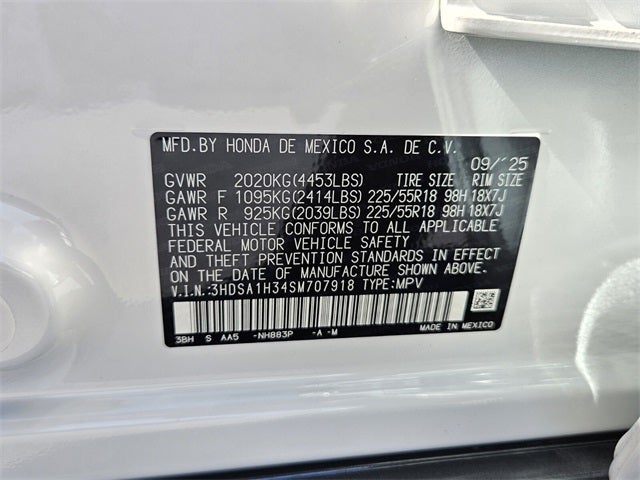 MFD.BY HONDA DE MEXICO S.A. DE C.V.
09/'25
GVWR 2020KG(4453LBS) TIRE SIZE RIM SIZE
GAWR F 1095KG(2414LBS) 225/55R18 98H 18X7J
GAWR R 925KG(2039LBS) 225/55R18 98H 18X7J
THIS VEHICLE CONFORMS TO ALL APPLICABLE
FEDERAL MOTOR VEHICLE SAFETY
AND THEFT PREVENTION STANDARDS IN EFFECT
ON THE DATE OF MANUFACTURE SHOWN ABOVE.
V.I.N.:3HDSA1H34SM707918 TYPE:MPV
3BH S AA5 -NH883P -A -M MADE IN MEXICO